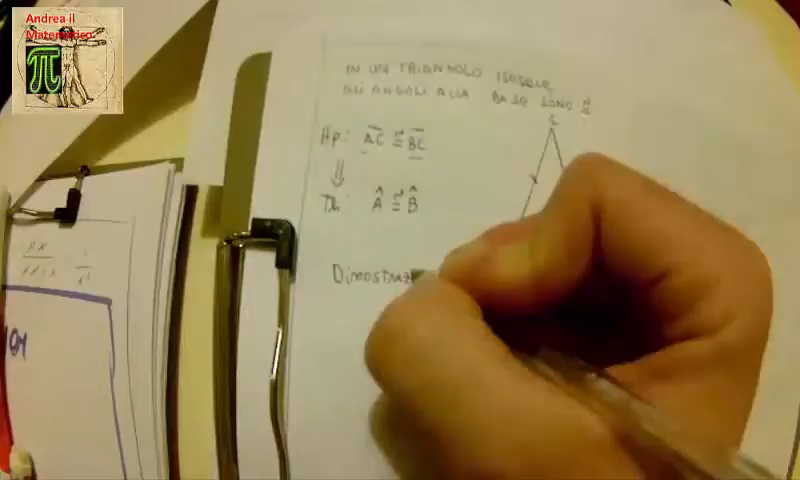 Andrea il
Matematico
π
IN UN TRIANGOLO ISOSCELE
GLI ANGOLI ALLA BASE SONO ≅
C
Hp: AC ≅ BC
⇓
Th: Â ≅ B̂
Dimostraz